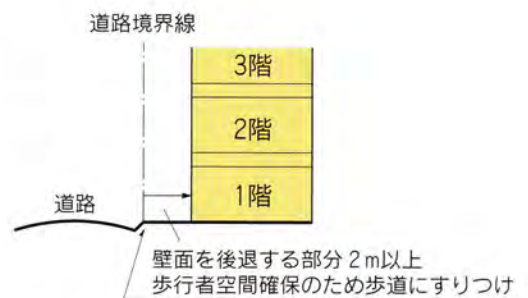 道路境界線
3階
2階
1階
道路
壁面を後退する部分2m以上
歩行者空間確保のため歩道にすりつけ